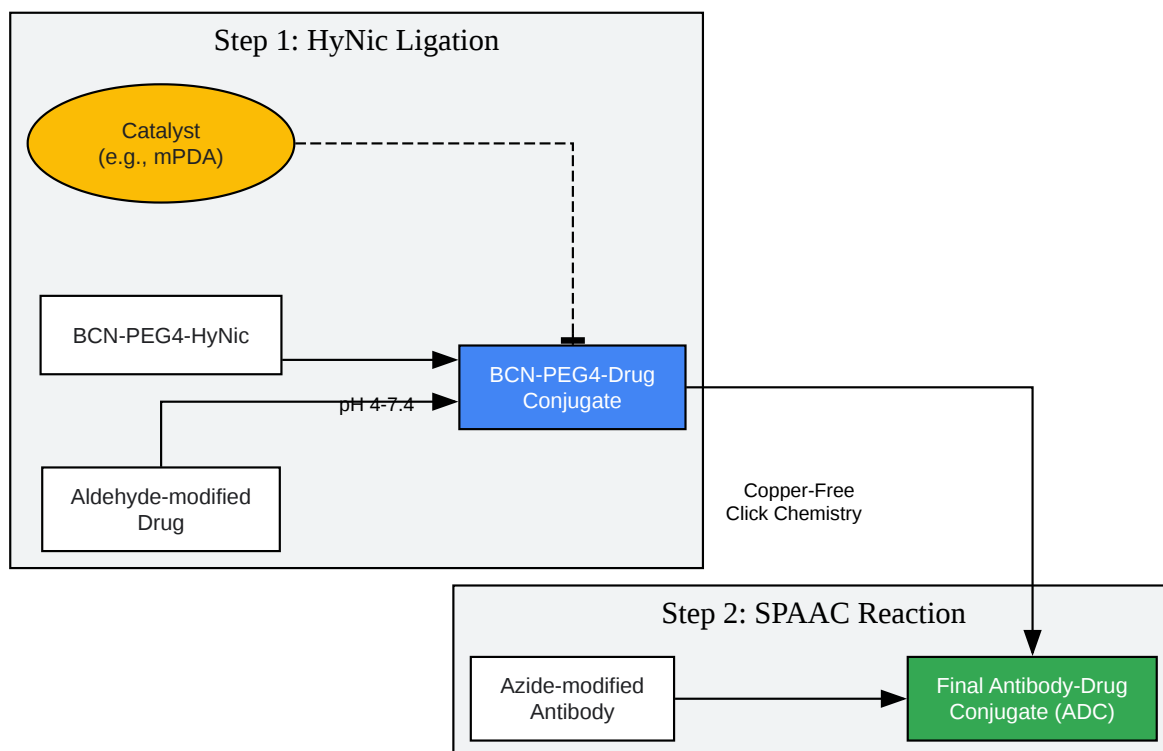 Step 1: HyNic Ligation
Catalyst
(e.g., mPDA)
BCN-PEG4-HyNic
BCN-PEG4-Drug
Conjugate
pH 4-7.4
Aldehyde-modified
Drug
Copper-Free
Click Chemistry
Step 2: SPAAC Reaction
Azide-modified
Antibody
Final Antibody-Drug
Conjugate (ADC)